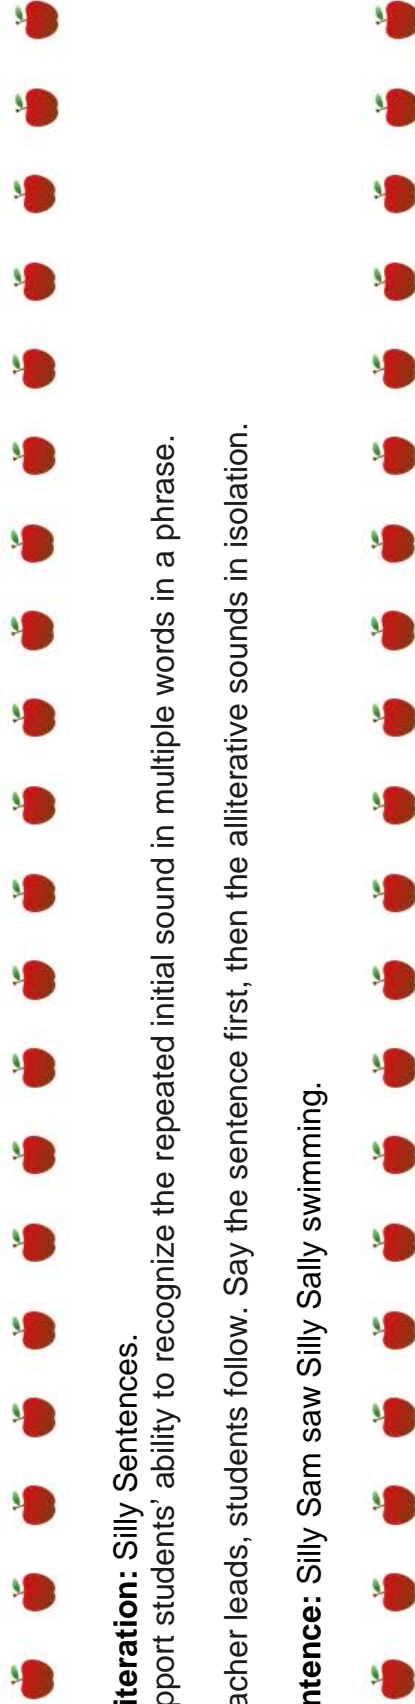 iteration: Silly Sentences.
pport students’ ability to recognize the repeated initial sound in multiple words in a phrase.
acher leads, students follow. Say the sentence first, then the alliterative sounds in isolation.
ntence: Silly Sam saw Silly Sally swimming.